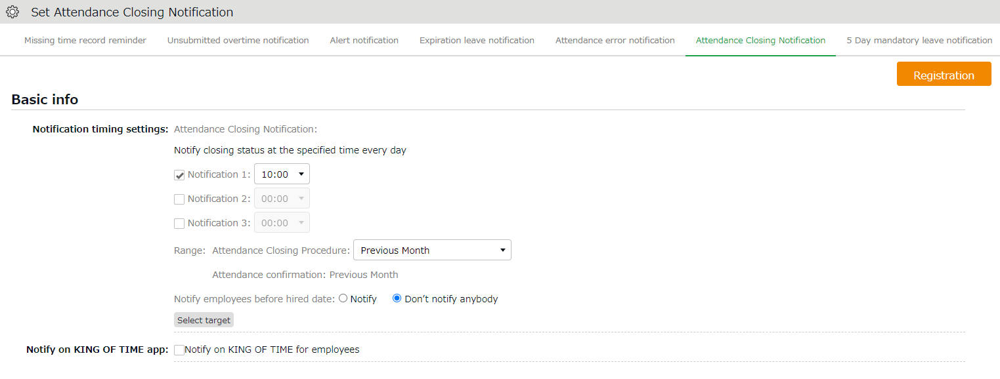 Set Attendance Closing Notification
Missing time record reminder Unsubmitted overtime notification Alert notification Expiration leave notification Attendance error notification Attendance Closing Notification 5 Day mandatory leave notification
Registration
Basic info
Notification timing settings: Attendance Closing Notification:
Notify closing status at the specified time every day
Notification 1: 10:00
Notification 2: 00:00
Notification 3: 00:00
Range: Attendance Closing Procedure: Previous Month
Attendance confirmation: Previous Month
Notify employees before hired date: Notify Don’t notify anybody
Select target
Notify on KING OF TIME app: Notify on KING OF TIME for employees